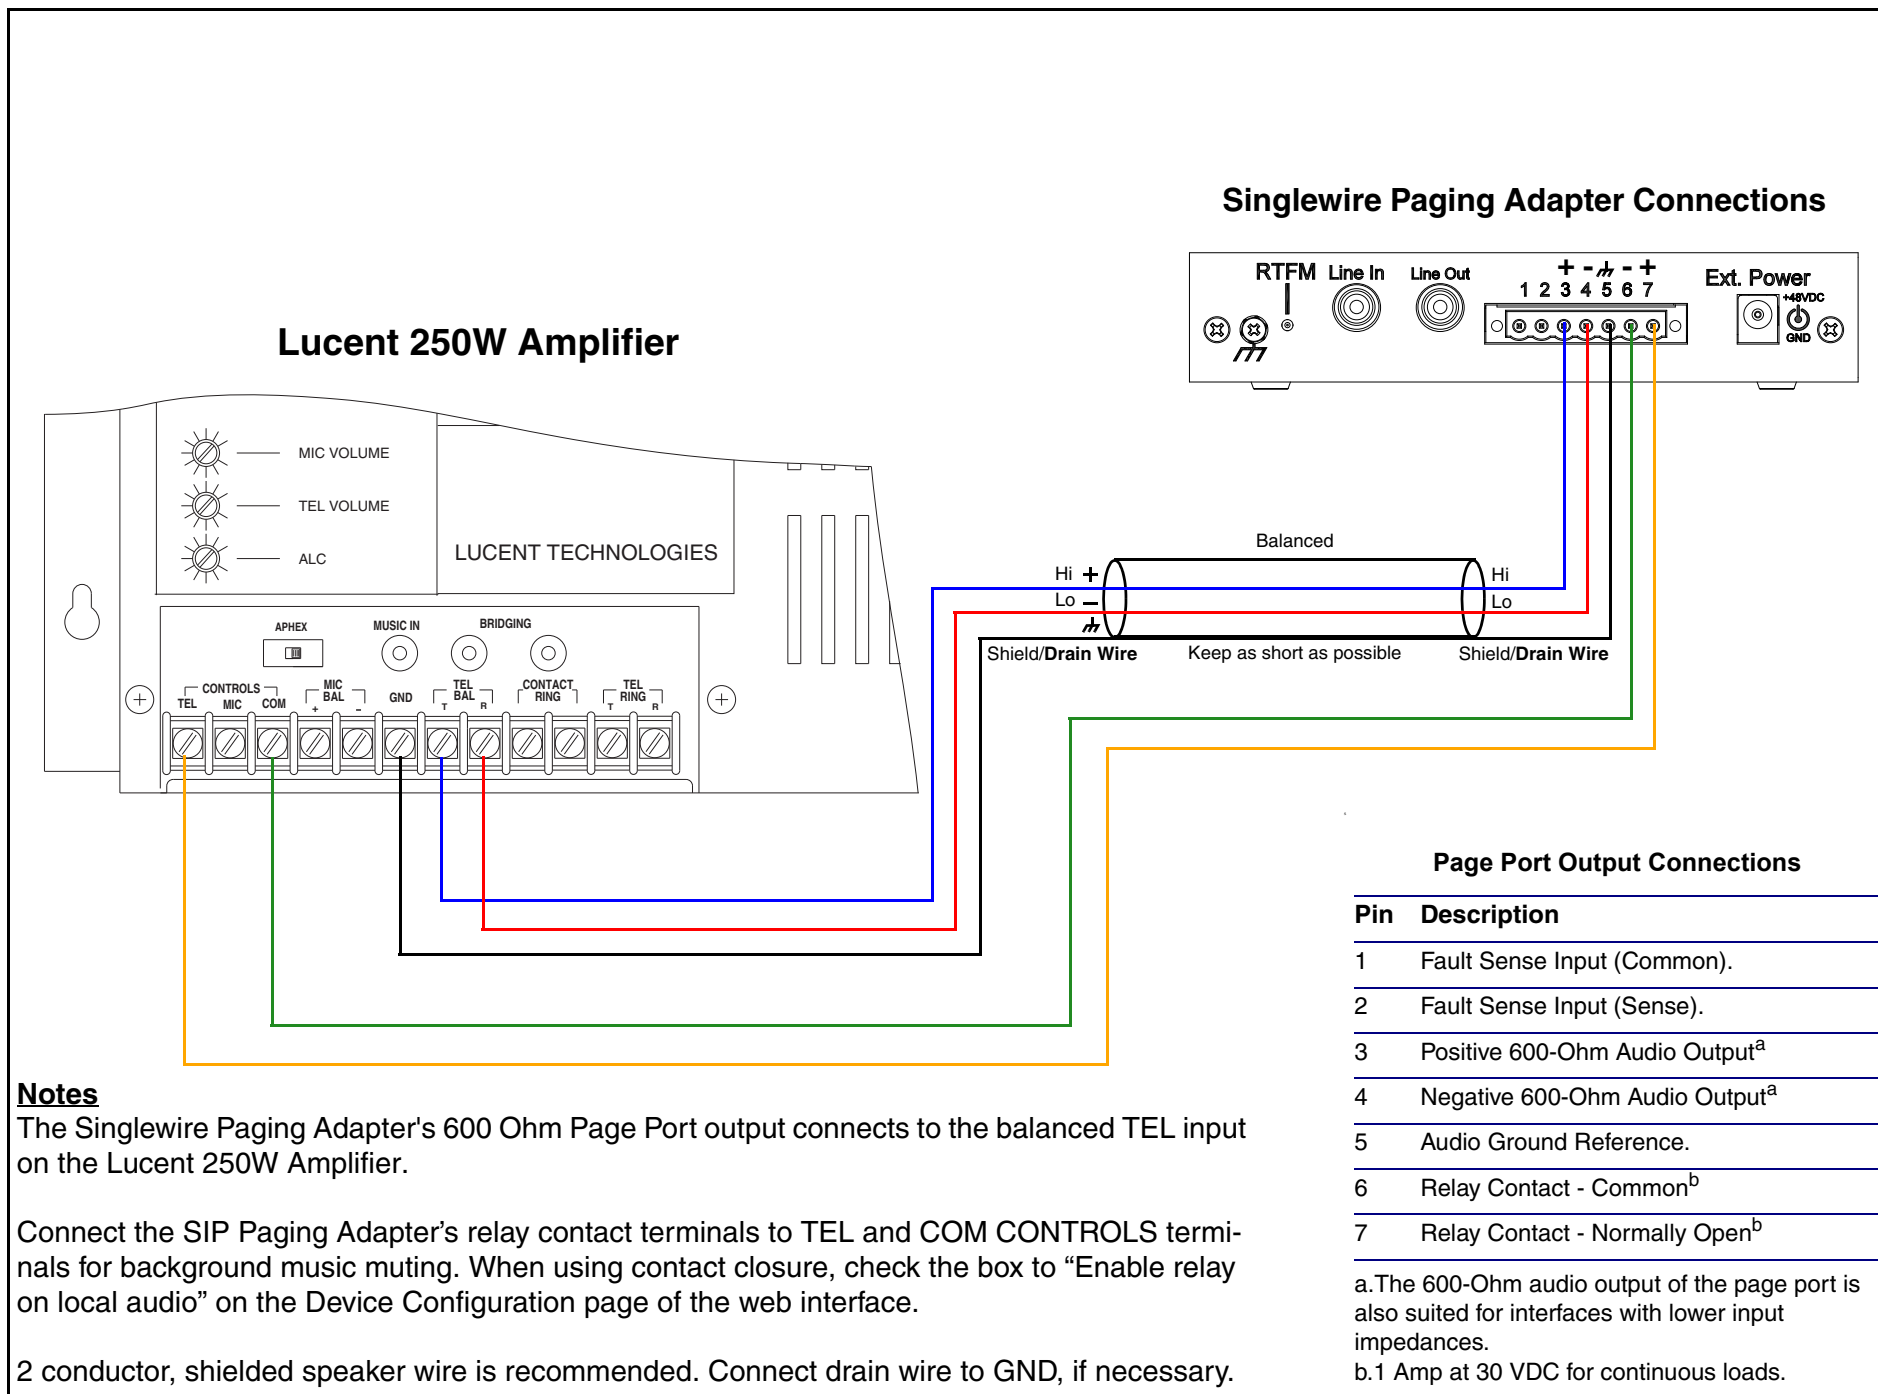 Singlewire Paging Adapter Connections
RTFM Line In Line Out + - - + Ext. Power
1 2 3 4 5 6 7
+48VDC
GND
Lucent 250W Amplifier
MIC VOLUME
TEL VOLUME
ALC
LUCENT TECHNOLOGIES
APHEX MUSIC IN BRIDGING
CONTROLS MIC BAL GND TEL BAL CONTACT RING TEL RING
TEL MIC COM + – T R T R
Balanced
Hi + Hi
Lo – Lo
Shield/Drain Wire Keep as short as possible Shield/Drain Wire
Page Port Output Connections
Pin Description
1 Fault Sense Input (Common).
2 Fault Sense Input (Sense).
3 Positive 600-Ohm Audio Outputa
4 Negative 600-Ohm Audio Outputa
5 Audio Ground Reference.
6 Relay Contact - Commonb
7 Relay Contact - Normally Openb
a.The 600-Ohm audio output of the page port is
also suited for interfaces with lower input
impedances.
b.1 Amp at 30 VDC for continuous loads.
Notes
The Singlewire Paging Adapter's 600 Ohm Page Port output connects to the balanced TEL input
on the Lucent 250W Amplifier.
Connect the SIP Paging Adapter’s relay contact terminals to TEL and COM CONTROLS termi-
nals for background music muting. When using contact closure, check the box to “Enable relay
on local audio” on the Device Configuration page of the web interface.
2 conductor, shielded speaker wire is recommended. Connect drain wire to GND, if necessary.